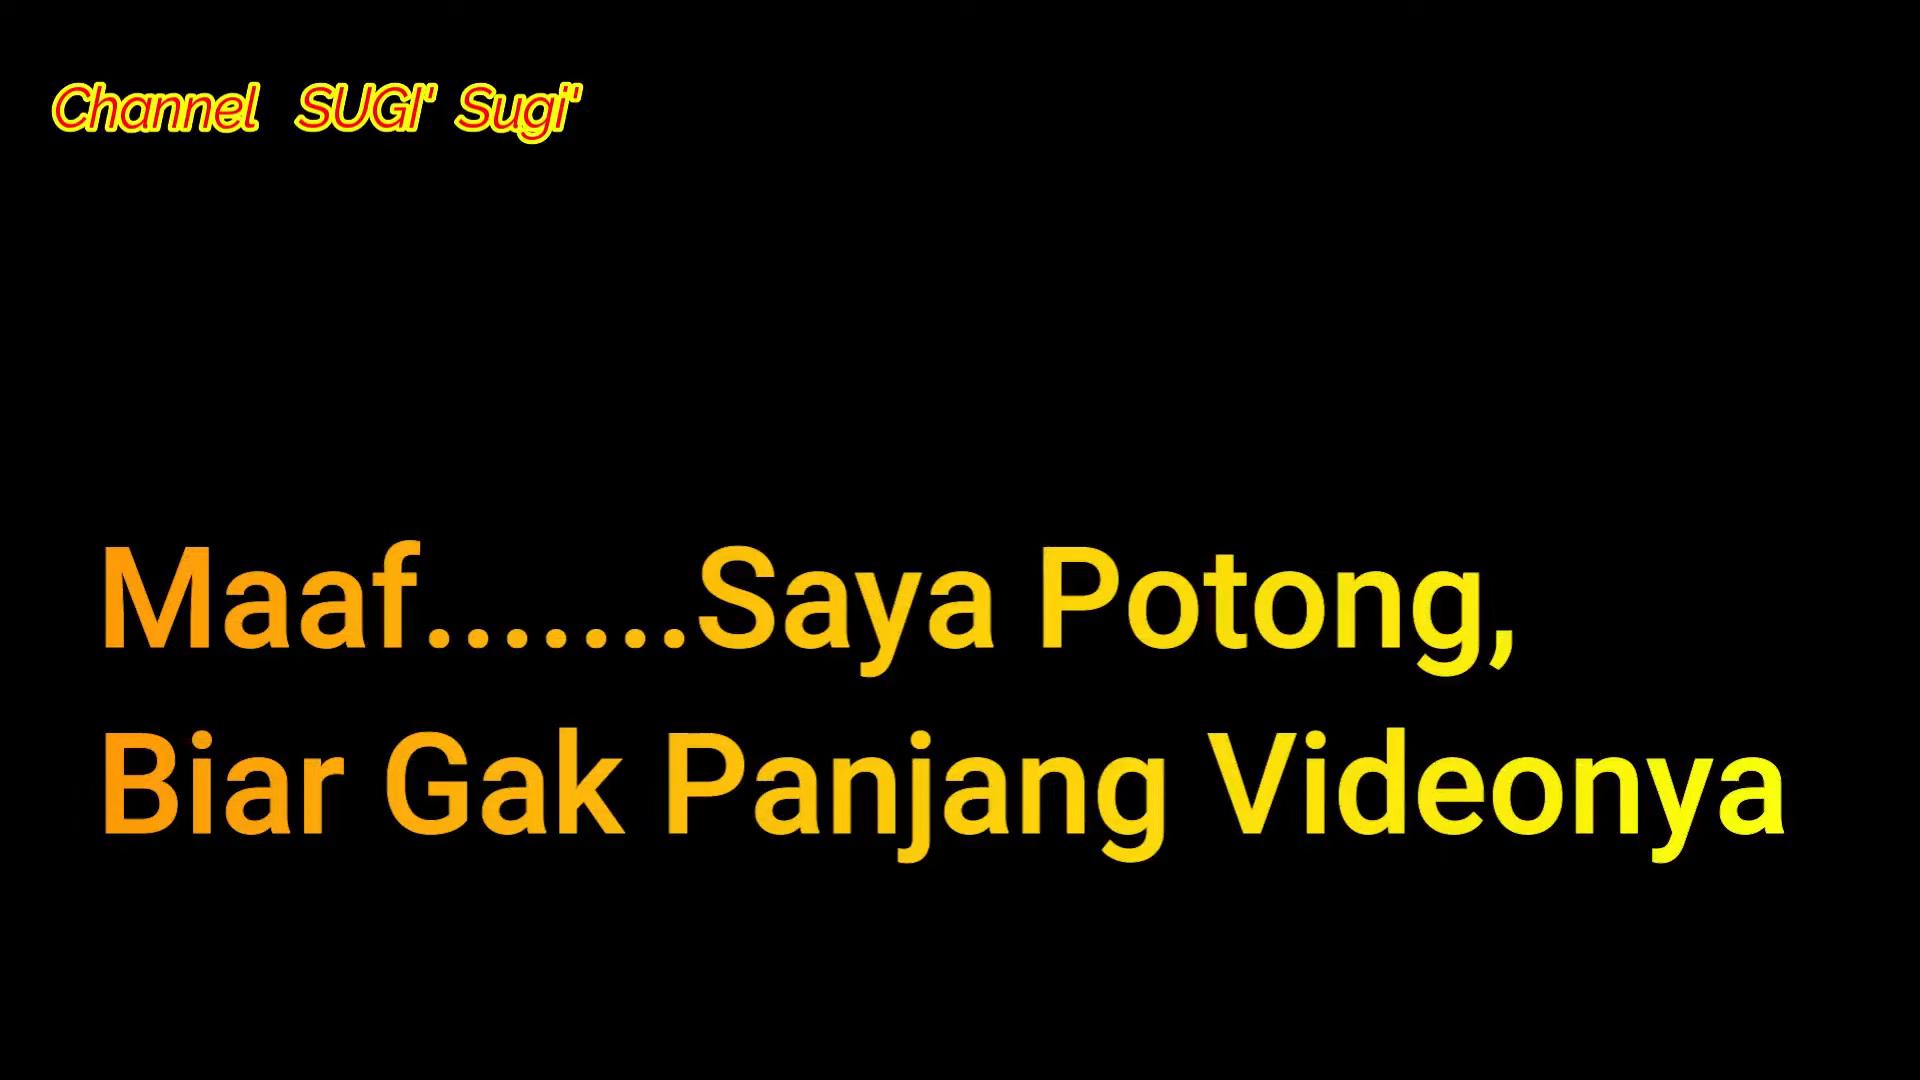 Channel SUGI" Sugi"
Maaf.......Saya Potong,
Biar Gak Panjang Videonya